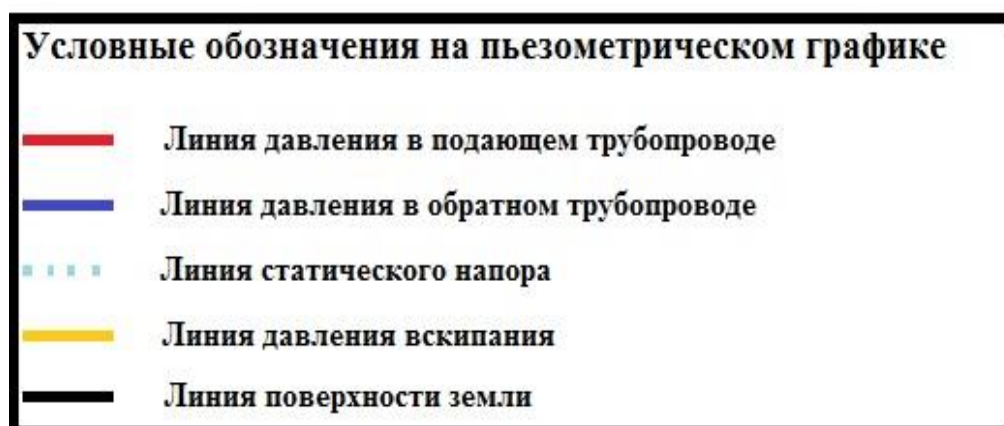 Условные обозначения на пьезометрическом графике
Линия давления в подающем трубопроводе
Линия давления в обратном трубопроводе
Линия статического напора
Линия давления вскипания
Линия поверхности земли